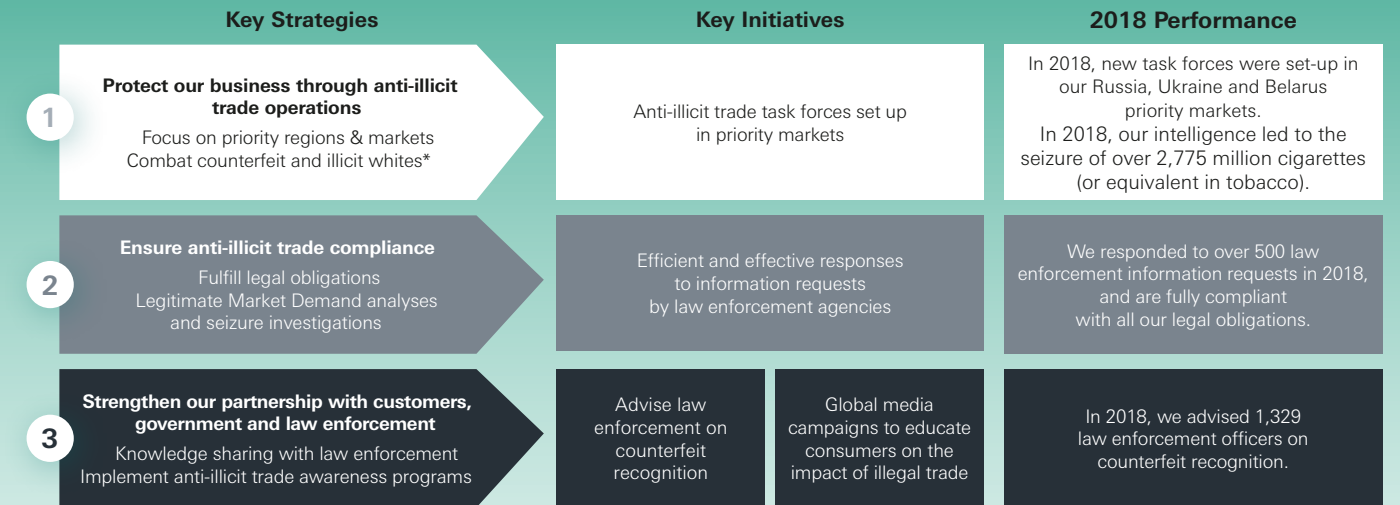 Key Strategies
Key Initiatives
2018 Performance
1
Protect our business through anti-illicit
trade operations
Focus on priority regions & markets
Combat counterfeit and illicit whites*
Anti-illicit trade task forces set up
in priority markets
In 2018, new task forces were set-up in
our Russia, Ukraine and Belarus
priority markets.
In 2018, our intelligence led to the
seizure of over 2,775 million cigarettes
(or equivalent in tobacco).
2
Ensure anti-illicit trade compliance
Fulfill legal obligations
Legitimate Market Demand analyses
and seizure investigations
Efficient and effective responses
to information requests
by law enforcement agencies
We responded to over 500 law
enforcement information requests in 2018,
and are fully compliant
with all our legal obligations.
3
Strengthen our partnership with customers,
government and law enforcement
Knowledge sharing with law enforcement
Implement anti-illicit trade awareness programs
Advise law
enforcement on
counterfeit
recognition
Global media
campaigns to educate
consumers on the
impact of illegal trade
In 2018, we advised 1,329
law enforcement officers on
counterfeit recognition.